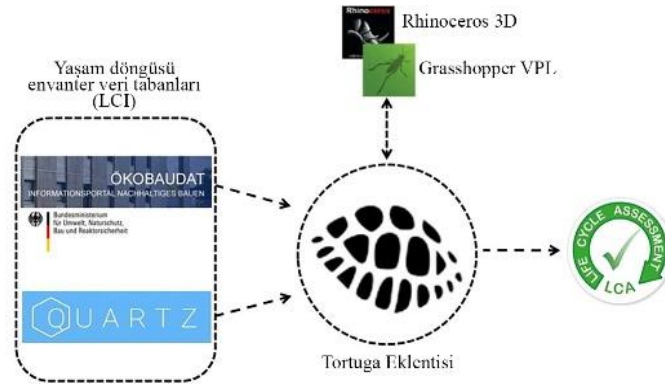 Rhinoceros
Rhinoceros 3D
Grasshopper VPL
Yaşam döngüsü
envanter veri tabanları
(LCI)
ÖKOBAUDAT
INFORMATIONSPORTAL NACHHALTIGES BAUEN
Bundesministerium
für Umwelt, Naturschutz,
Bau und Reaktorsicherheit
QUARTZ
Tortuga Eklentisi
LIFE CYCLE ASSESSMENT
LCA